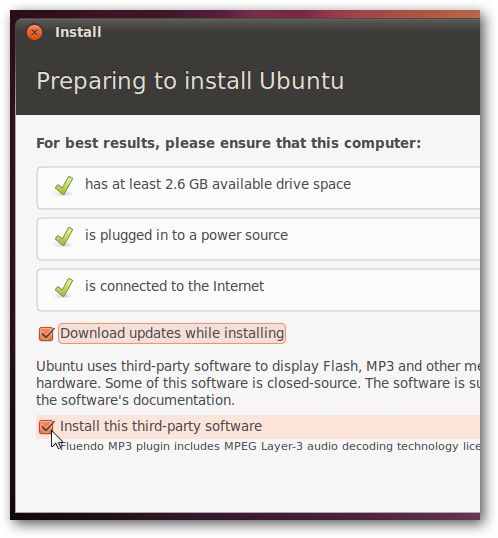 Install
Preparing to install Ubuntu
For best results, please ensure that this computer:
has at least 2.6 GB available drive space
is plugged in to a power source
is connected to the Internet
Download updates while installing
Ubuntu uses third-party software to display Flash, MP3 and other me
hardware. Some of this software is closed-source. The software is su
the software's documentation.
Install this third-party software
Fluendo MP3 plugin includes MPEG Layer-3 audio decoding technology lice